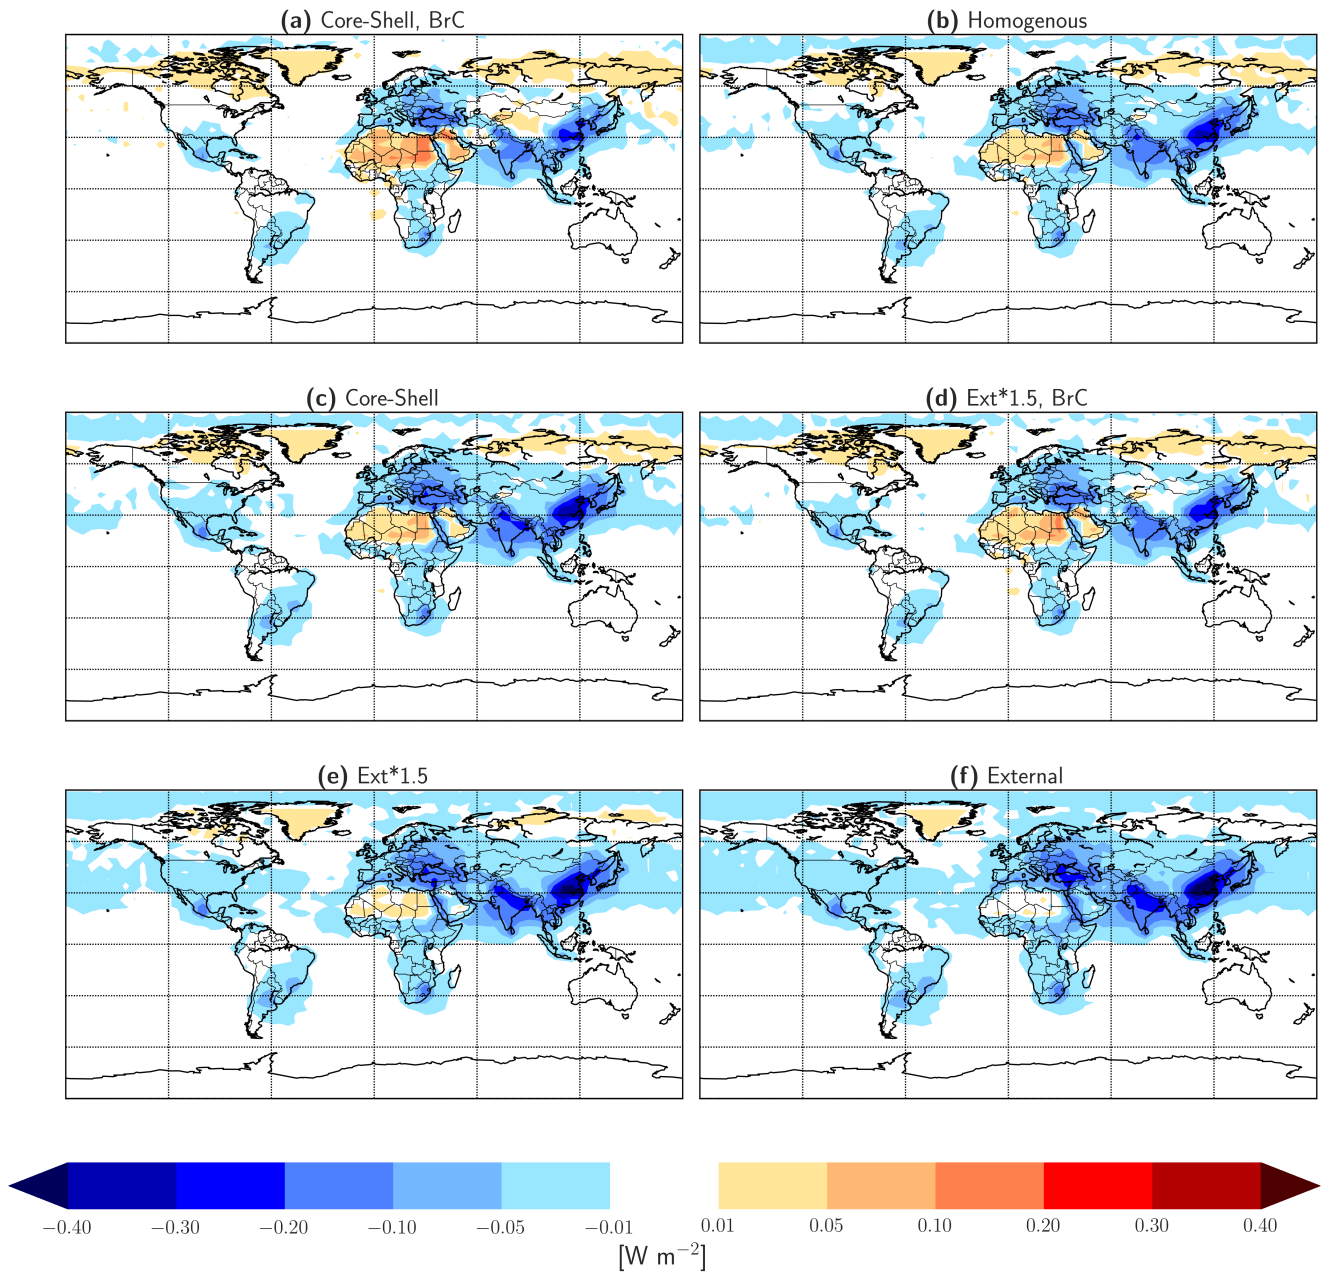 (a) Core-Shell, BrC
(b) Homogenous
(c) Core-Shell
(d) Ext*1.5, BrC
(e) Ext*1.5
(f) External
−0.40 −0.30 −0.20 −0.10 −0.05 −0.01 0.01 0.05 0.10 0.20 0.30 0.40
[W m−2]